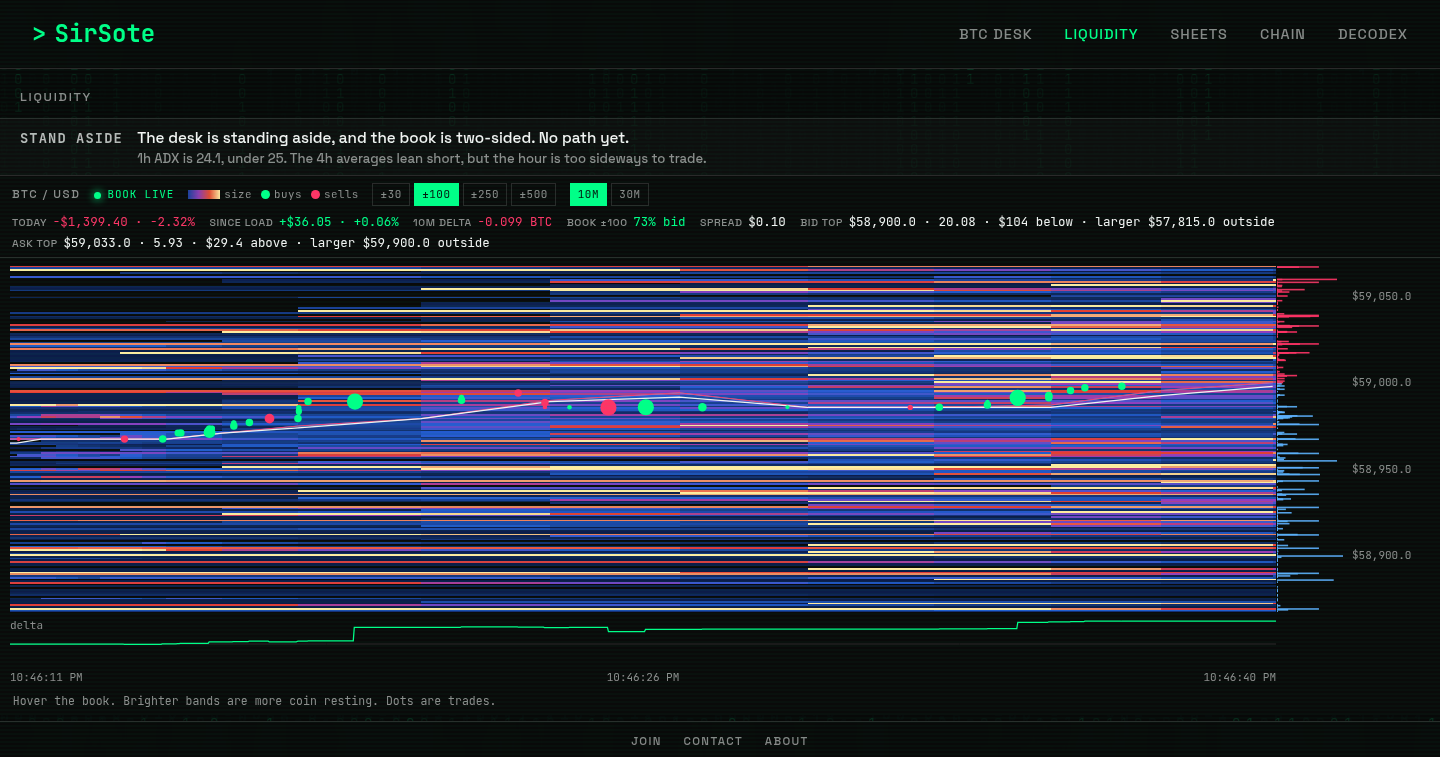 > SirSote
BTC DESK LIQUIDITY SHEETS CHAIN DECODEX
LIQUIDITY
STAND ASIDE The desk is standing aside, and the book is two-sided. No path yet.
1h ADX is 24.1, under 25. The 4h averages lean short, but the hour is too sideways to trade.
BTC / USD BOOK LIVE size buys sells ±30 ±100 ±250 ±500 10M 30M
TODAY -$1,399.40 · -2.32% SINCE LOAD +$36.05 · +0.06% 10M DELTA -0.099 BTC BOOK ±100 73% bid SPREAD $0.10 BID TOP $58,900.0 · 20.08 · $104 below · larger $57,815.0 outside
ASK TOP $59,033.0 · 5.93 · $29.4 above · larger $59,900.0 outside
$59,050.0
$59,000.0
$58,950.0
$58,900.0
delta
10:46:11 PM 10:46:26 PM 10:46:40 PM
Hover the book. Brighter bands are more coin resting. Dots are trades.
JOIN CONTACT ABOUT